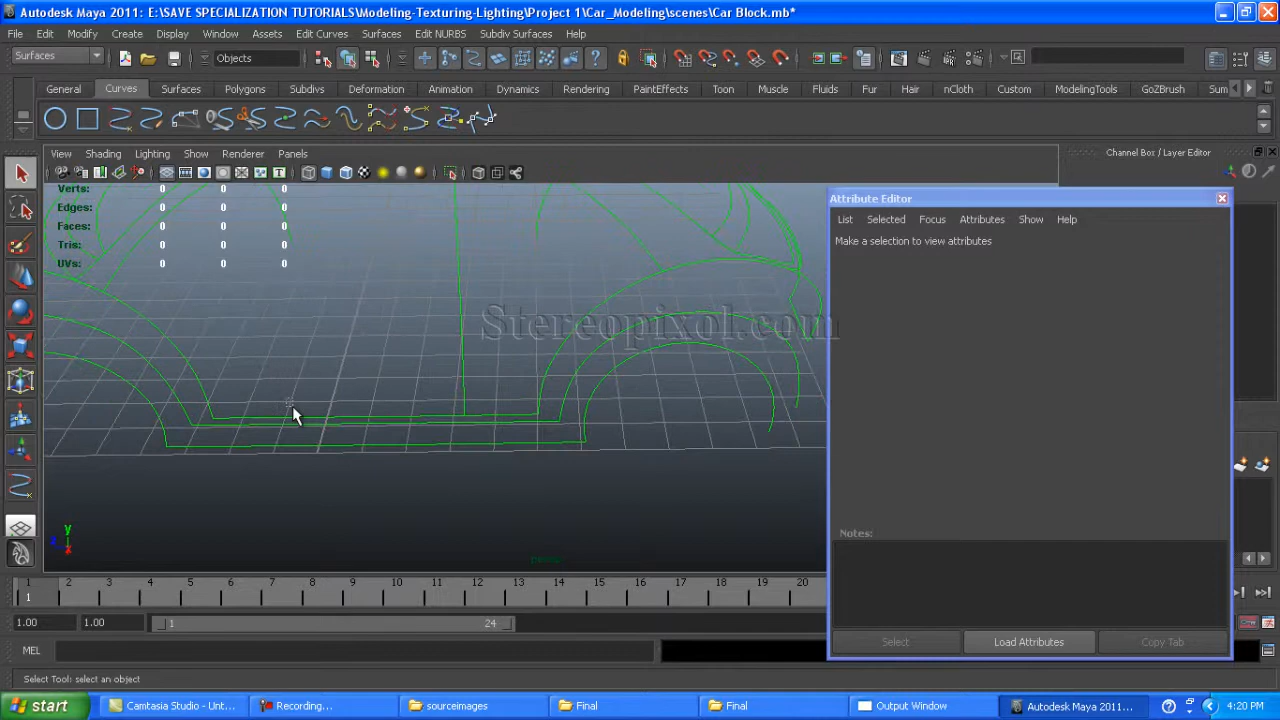 Autodesk Maya 2011: E:\SAVE SPECIALIZATION TUTORIALS\Modeling-Texturing-Lighting\Project 1\Car_Modeling\scenes\Car Block.mb*
File Edit Modify Create Display Window Assets Edit Curves Surfaces Edit NURBS Subdiv Surfaces Help
Surfaces Objects
General Curves Surfaces Polygons Subdivs Deformation Animation Dynamics Rendering PaintEffects Toon Muscle Fluids Fur Hair nCloth Custom ModelingTools GoZBrush Sum
View Shading Lighting Show Renderer Panels
Channel Box / Layer Editor
Verts: 0 0 0
Edges: 0 0 0
Faces: 0 0 0
Tris: 0 0 0
UVs: 0 0 0
Attribute Editor
List Selected Focus Attributes Show Help
Make a selection to view attributes
Stereopixol.com
Notes:
Select Load Attributes Copy Tab
y
x
persp
1 2 3 4 5 6 7 8 9 10 11 12 13 14 15 16 17 18 19 20
1
1.00 1.00 1 24
MEL
Select Tool: select an object
start Camtasia Studio - Unt... Recording... sourceimages Final Final Output Window Autodesk Maya 2011... 4:20 PM